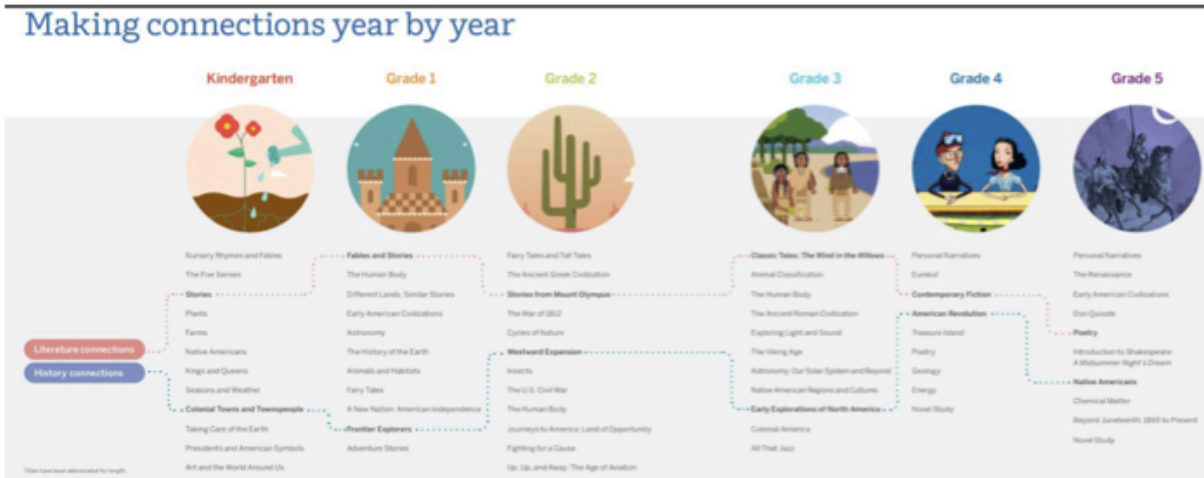 Making connections year by year
Kindergarten
Grade 1
Grade 2
Grade 3
Grade 4
Grade 5
Literature connections
History connections
Nursery Rhymes and Fables
The Five Senses
Stories
Plants
Farms
Native Americans
Kings and Queens
Seasons and Weather
Colonial Towns and Townspeople
Taking Care of the Earth
Presidents and American Symbols
Art and the World Around Us
Fables and Stories
The Human Body
Different Lands, Similar Stories
Early American Civilizations
Astronomy
The History of the Earth
Animals and Habitats
Fairy Tales
A New Nation: American Independence
Frontier Explorers
Adventure Stories
Fairy Tales and Tall Tales
The Ancient Greek Civilization
Stories from Mount Olympus
The War of 1812
Cycles of Nature
Westward Expansion
Insects
The U.S. Civil War
The Human Body
Journeys to America: Land of Opportunity
Fighting for a Cause
Up, Up, and Away: The Age of Aviation
Classic Tales: The Wind in the Willows
Animal Classification
The Human Body
The Ancient Roman Civilization
Exploring Light and Sound
The Viking Age
Astronomy: Our Solar System and Beyond
Native American Regions and Cultures
Early Explorations of North America
Colonial America
All That Jazz
Personal Narratives
Eureka!
Contemporary Fiction
American Revolution
Treasure Island
Poetry
Geology
Energy
Novel Study
Personal Narratives
The Renaissance
Early American Civilizations
Don Quixote
Poetry
Introduction to Shakespeare:
A Midsummer Night's Dream
Native Americans
Chemical Matter
Beyond Juneteenth: 1865 to Present
Novel Study
Titles have been abbreviated for length.